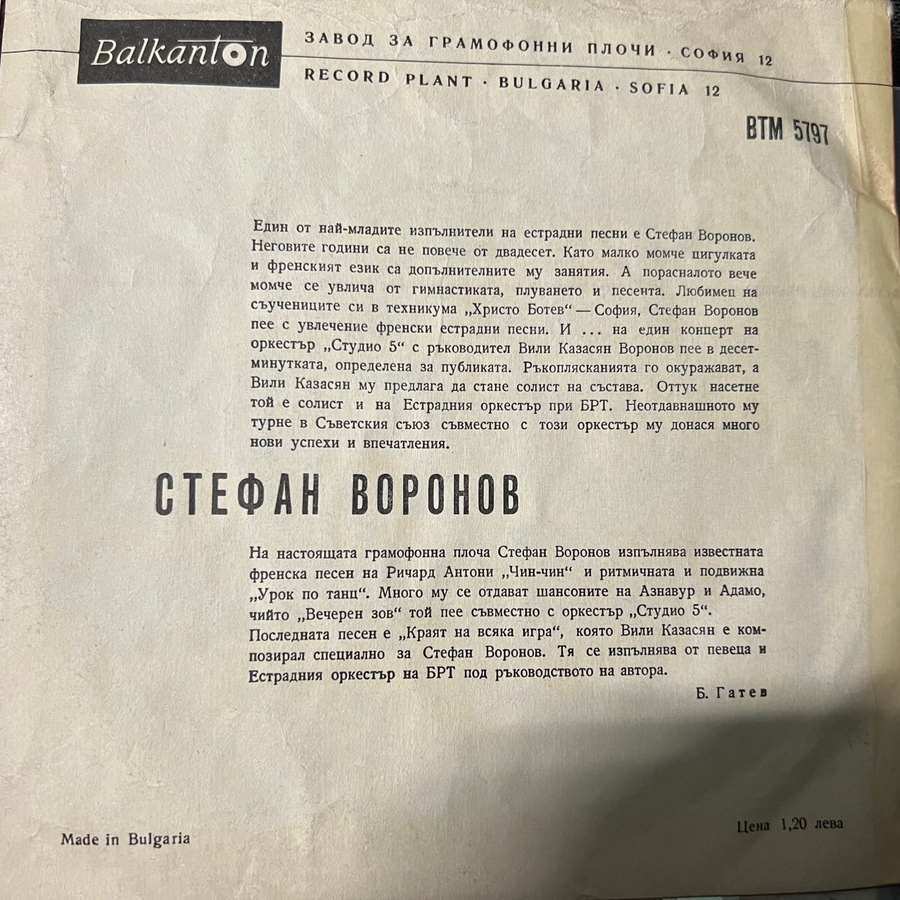 Balkanton
ЗАВОД ЗА ГРАМОФОННИ ПЛОЧИ · СОФИЯ 12
RECORD PLANT · BULGARIA · SOFIA 12
ВТМ 5797
Един от най-младите изпълнители на естрадни песни е Стефан Воронов.
Неговите години са не повече от двадесет. Като малко момче цигулката
и френският език са допълнителните му занятия. А порасналото вече
момче се увлича от гимнастиката, плуването и песента. Любимец на
съучениците си в техникума „Христо Ботев“ — София, Стефан Воронов
пее с увлечение френски естрадни песни. И ... на един концерт на
оркестър „Студио 5“ с ръководител Вили Казасян Воронов пее в десет-
минутката, определена за публиката. Ръкоплясканията го окуражават, а
Вили Казасян му предлага да стане солист на състава. Оттук насетне
той е солист и на Естрадния оркестър при БРТ. Неотдавнашното му
турне в Съветския съюз съвместно с този оркестър му донася много
нови успехи и впечатления.
СТЕФАН ВОРОНОВ
На настоящата грамофонна плоча Стефан Воронов изпълнява известната
френска песен на Ричард Антони „Чин-чин“ и ритмичната и подвижна
„Урок по танц“. Много му се отдават шансоните на Азнавур и Адамо,
чийто „Вечерен зов“ той пее съвместно с оркестър „Студио 5“.
Последната песен е „Краят на всяка игра“, която Вили Казасян е ком-
позирал специално за Стефан Воронов. Тя се изпълнява от певеца и
Естрадния оркестър на БРТ под ръководството на автора.
Б. Гатев
Made in Bulgaria
Цена 1,20 лева